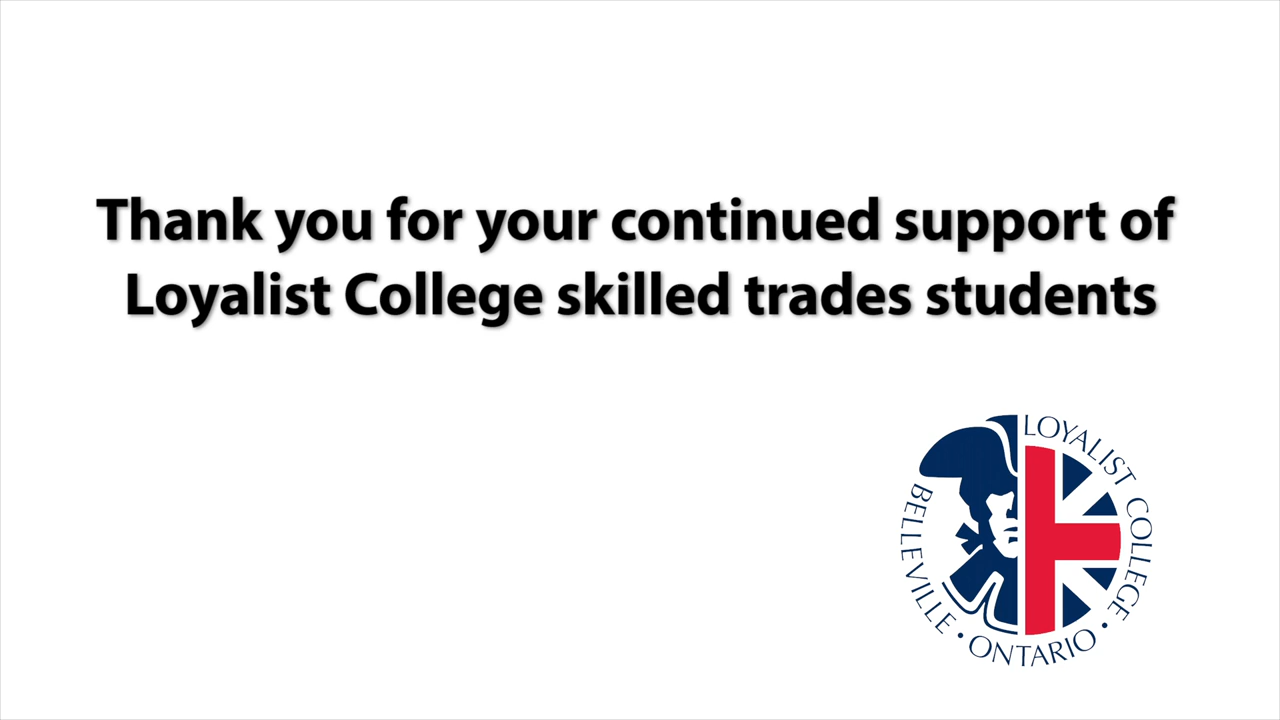 Thank you for your continued support of
Loyalist College skilled trades students
LOYALIST COLLEGE • ONTARIO • BELLEVILLE